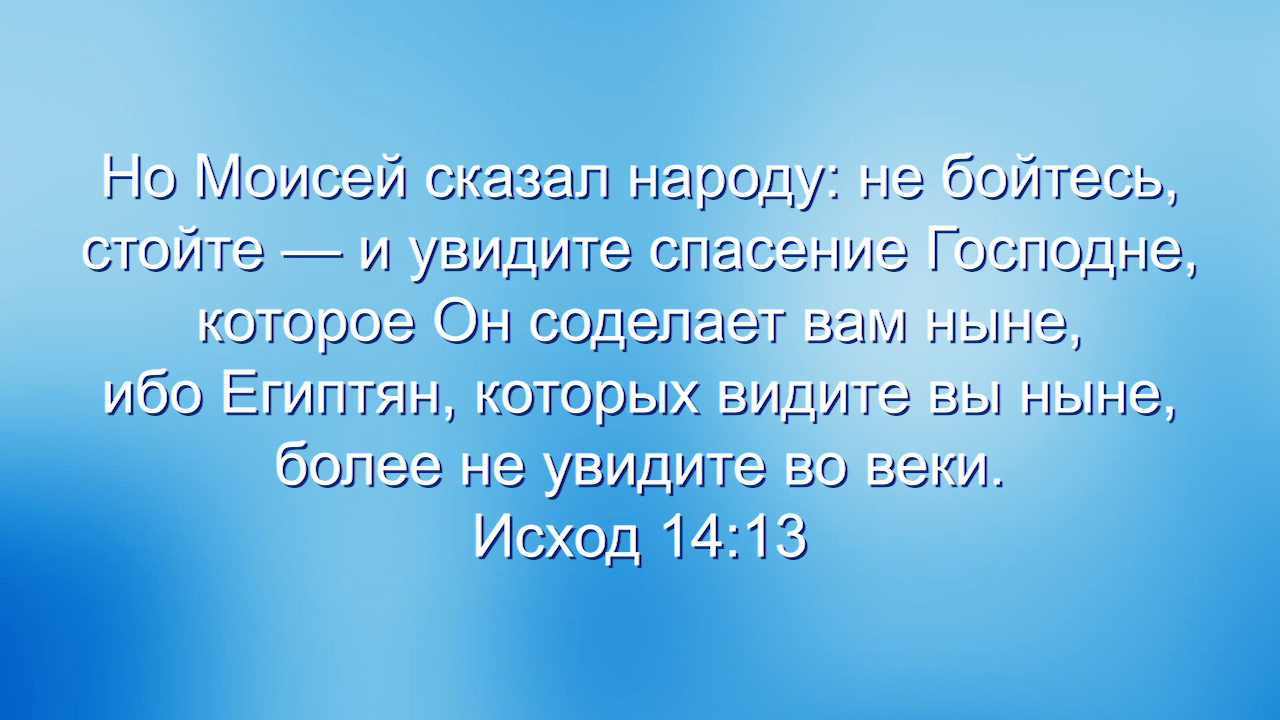 Но Моисей сказал народу: не бойтесь,
стойте — и увидите спасение Господне,
которое Он соделает вам ныне,
ибо Египтян, которых видите вы ныне,
более не увидите во веки.
Исход 14:13